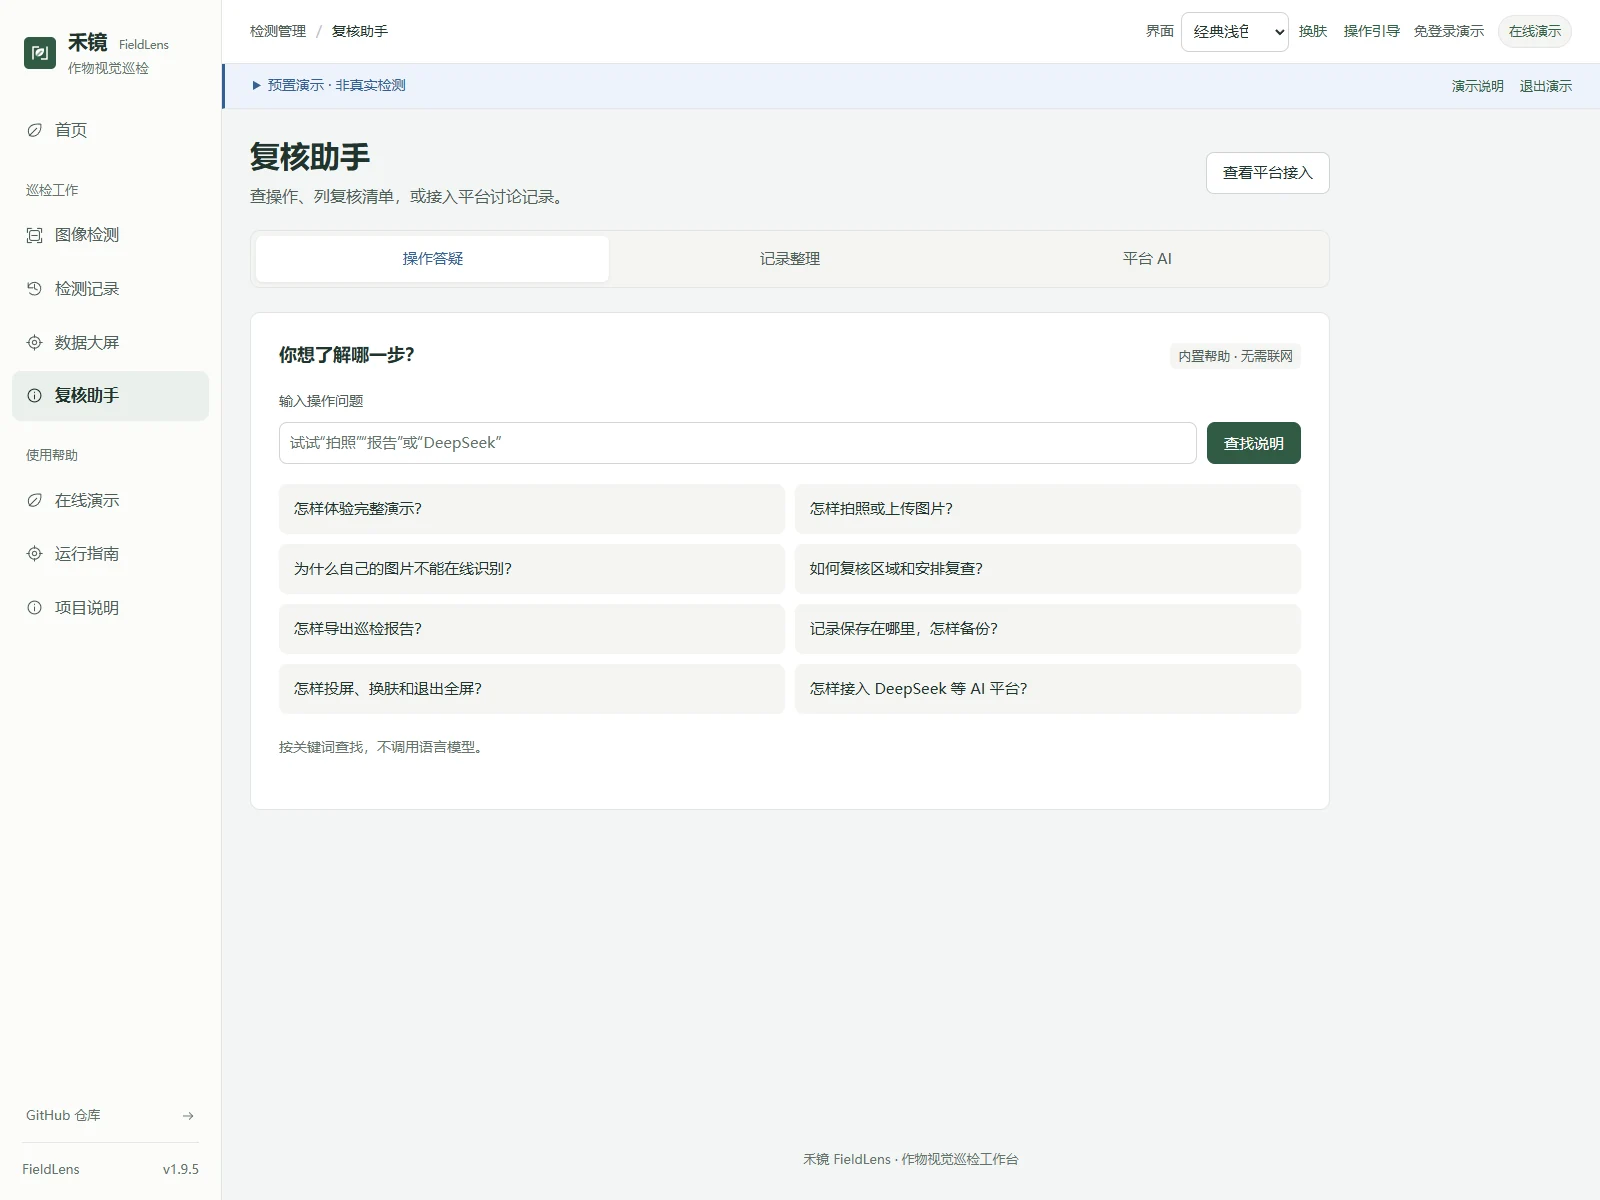 禾镜 FieldLens
作物视觉巡检
首页
巡检工作
图像检测
检测记录
数据大屏
复核助手
使用帮助
在线演示
运行指南
项目说明
GitHub 仓库
FieldLens v1.9.5
检测管理 / 复核助手
界面 经典浅色 换肤 操作引导 免登录演示 在线演示
预置演示 · 非真实检测
演示说明 退出演示
复核助手
查操作、列复核清单，或接入平台讨论记录。
查看平台接入
操作答疑 记录整理 平台 AI
你想了解哪一步？
内置帮助 · 无需联网
输入操作问题
试试“拍照”“报告”或“DeepSeek”
查找说明
怎样体验完整演示？ 怎样拍照或上传图片？
为什么自己的图片不能在线识别？ 如何复核区域和安排复查？
怎样导出巡检报告？ 记录保存在哪里，怎样备份？
怎样投屏、换肤和退出全屏？ 怎样接入 DeepSeek 等 AI 平台？
按关键词查找，不调用语言模型。
禾镜 FieldLens · 作物视觉巡检工作台